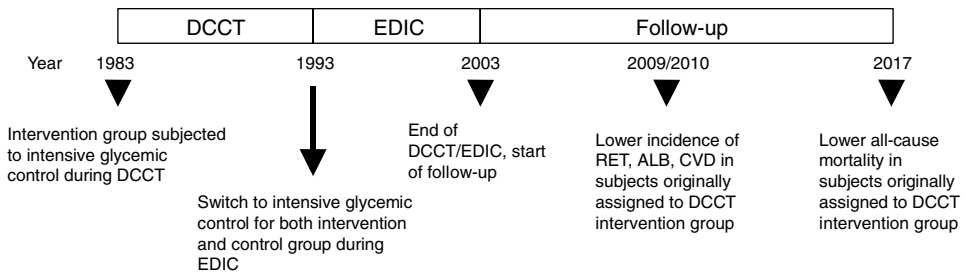 DCCT
EDIC
Follow-up
Year
1983
1993
2003
2009/2010
2017
Intervention group subjected
to intensive glycemic
control during DCCT
Switch to intensive glycemic
control for both intervention
and control group during
EDIC
End of
DCCT/EDIC, start
of follow-up
Lower incidence of
RET, ALB, CVD in
subjects originally
assigned to DCCT
intervention group
Lower all-cause
mortality in
subjects originally
assigned to DCCT
intervention group